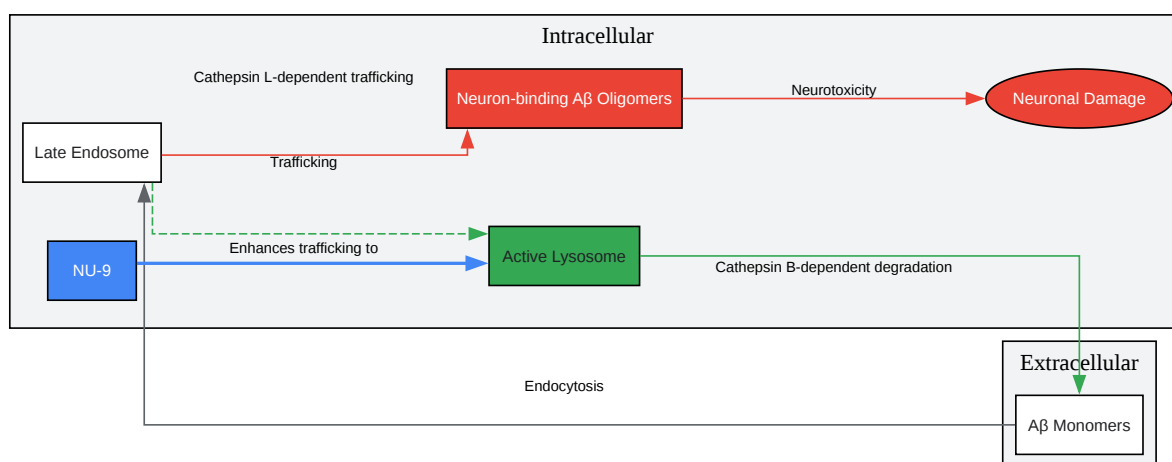 Intracellular
Cathepsin L-dependent trafficking
Neuron-binding Aβ Oligomers
Neurotoxicity
Neuronal Damage
Late Endosome
Trafficking
NU-9
Enhances trafficking to
Active Lysosome
Cathepsin B-dependent degradation
Extracellular
Endocytosis
Aβ Monomers